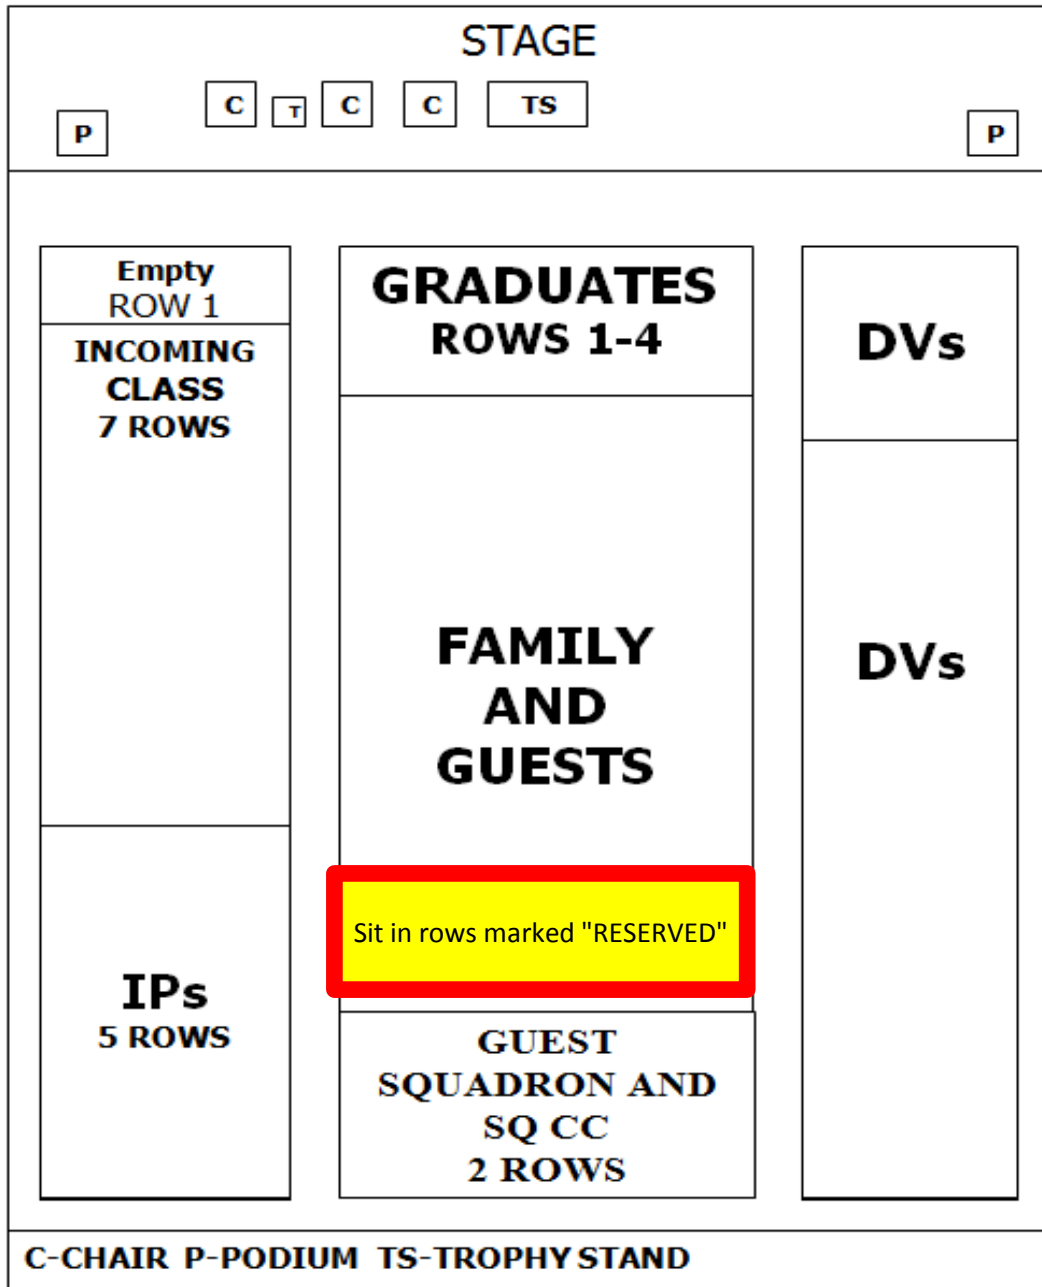 STAGE
C T C C TS
P P
Empty
ROW 1
INCOMING
CLASS
7 ROWS
IPs
5 ROWS
GRADUATES
ROWS 1-4
FAMILY
AND
GUESTS
Sit in rows marked "RESERVED"
GUEST
SQUADRON AND
SQ CC
2 ROWS
DVs
DVs
C-CHAIR P-PODIUM TS-TROPHY STAND